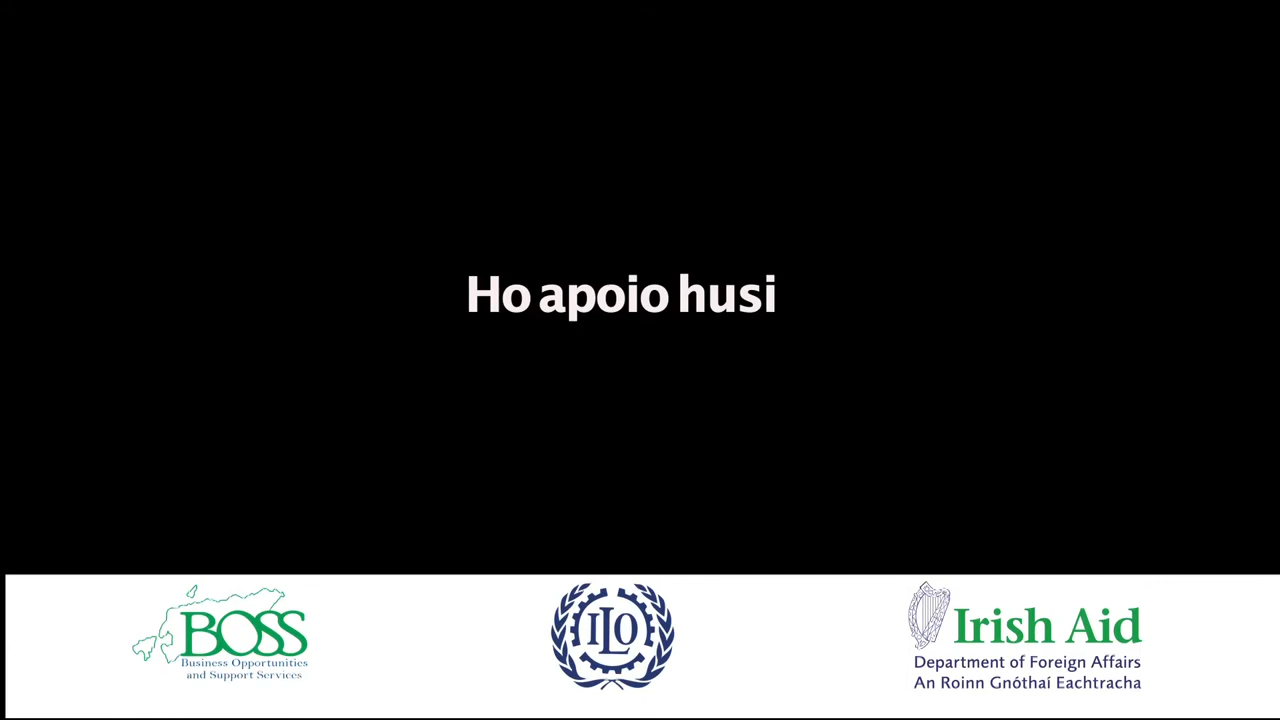 Ho apoio husi
BOSS
Business Opportunities
and Support Services
ILO
Irish Aid
Department of Foreign Affairs
An Roinn Gnóthaí Eachtracha